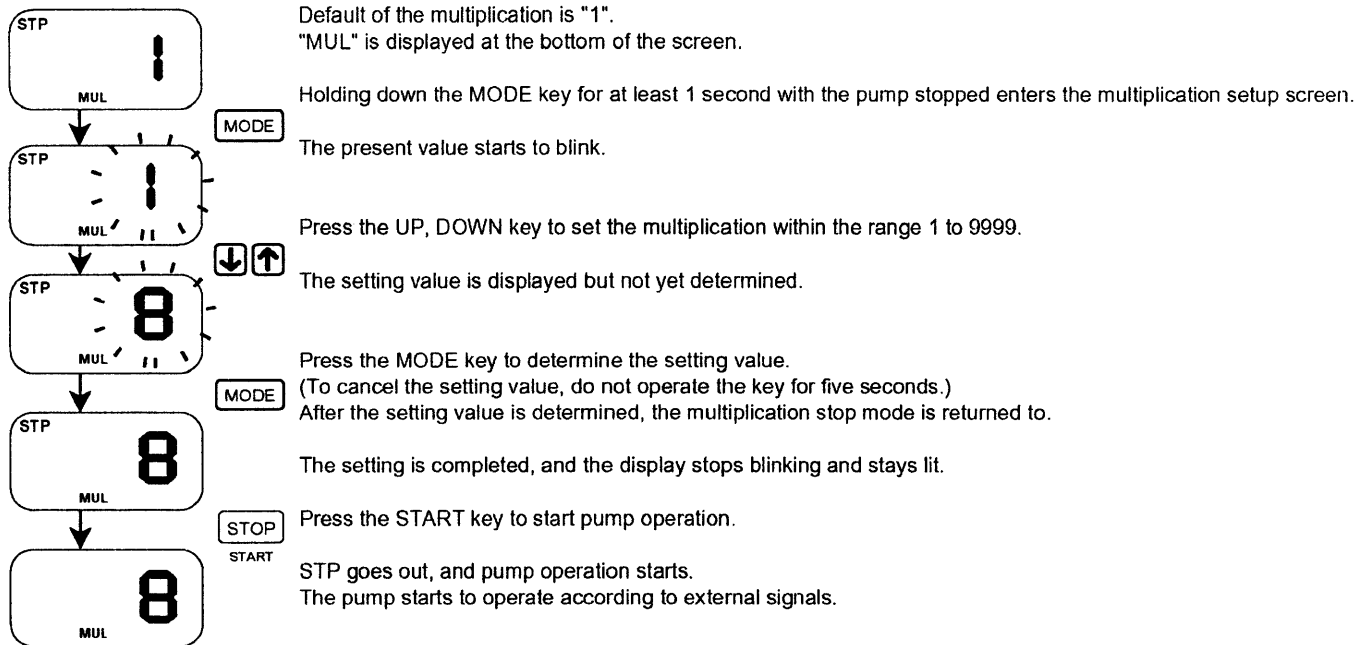 STP
1
MUL
Default of the multiplication is "1".
"MUL" is displayed at the bottom of the screen.
Holding down the MODE key for at least 1 second with the pump stopped enters the multiplication setup screen.
MODE
STP
1
MUL
The present value starts to blink.
Press the UP, DOWN key to set the multiplication within the range 1 to 9999.
↓ ↑
STP
8
MUL
The setting value is displayed but not yet determined.
Press the MODE key to determine the setting value.
MODE
(To cancel the setting value, do not operate the key for five seconds.)
After the setting value is determined, the multiplication stop mode is returned to.
STP
8
MUL
The setting is completed, and the display stops blinking and stays lit.
STOP
START
Press the START key to start pump operation.
8
MUL
STP goes out, and pump operation starts.
The pump starts to operate according to external signals.